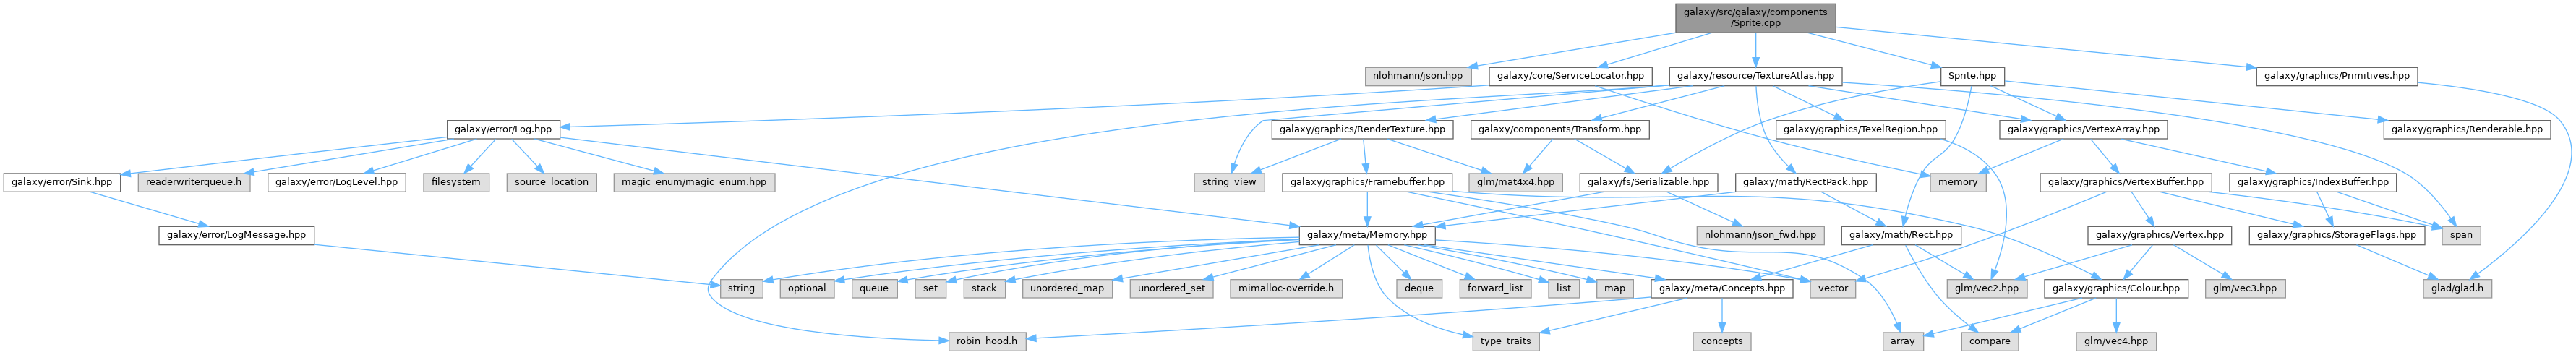 galaxy/src/galaxy/components
/Sprite.cpp
nlohmann/json.hpp
galaxy/core/ServiceLocator.hpp
galaxy/resource/TextureAtlas.hpp
Sprite.hpp
galaxy/graphics/Primitives.hpp
galaxy/error/Log.hpp
galaxy/graphics/RenderTexture.hpp
galaxy/components/Transform.hpp
galaxy/graphics/TexelRegion.hpp
galaxy/graphics/VertexArray.hpp
galaxy/graphics/Renderable.hpp
galaxy/error/Sink.hpp
readerwriterqueue.h
galaxy/error/LogLevel.hpp
filesystem
source_location
magic_enum/magic_enum.hpp
string_view
galaxy/graphics/Framebuffer.hpp
glm/mat4x4.hpp
galaxy/fs/Serializable.hpp
galaxy/math/RectPack.hpp
memory
galaxy/graphics/VertexBuffer.hpp
galaxy/graphics/IndexBuffer.hpp
galaxy/error/LogMessage.hpp
galaxy/meta/Memory.hpp
nlohmann/json_fwd.hpp
galaxy/math/Rect.hpp
galaxy/graphics/Vertex.hpp
galaxy/graphics/StorageFlags.hpp
span
string
optional
queue
set
stack
unordered_map
unordered_set
mimalloc-override.h
deque
forward_list
list
map
galaxy/meta/Concepts.hpp
vector
glm/vec2.hpp
galaxy/graphics/Colour.hpp
glm/vec3.hpp
glad/glad.h
robin_hood.h
type_traits
concepts
array
compare
glm/vec4.hpp